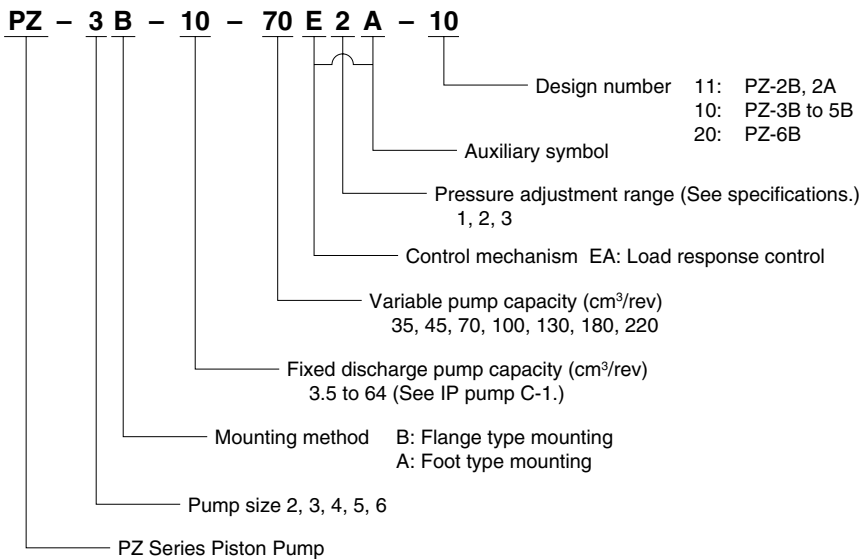 PZ – 3 B – 10 – 70 E 2 A – 10
Design number 11: PZ-2B, 2A
10: PZ-3B to 5B
20: PZ-6B
Auxiliary symbol
Pressure adjustment range (See specifications.)
1, 2, 3
Control mechanism EA: Load response control
Variable pump capacity (cm³/rev)
35, 45, 70, 100, 130, 180, 220
Fixed discharge pump capacity (cm³/rev)
3.5 to 64 (See IP pump C-1.)
Mounting method B: Flange type mounting
A: Foot type mounting
Pump size 2, 3, 4, 5, 6
PZ Series Piston Pump